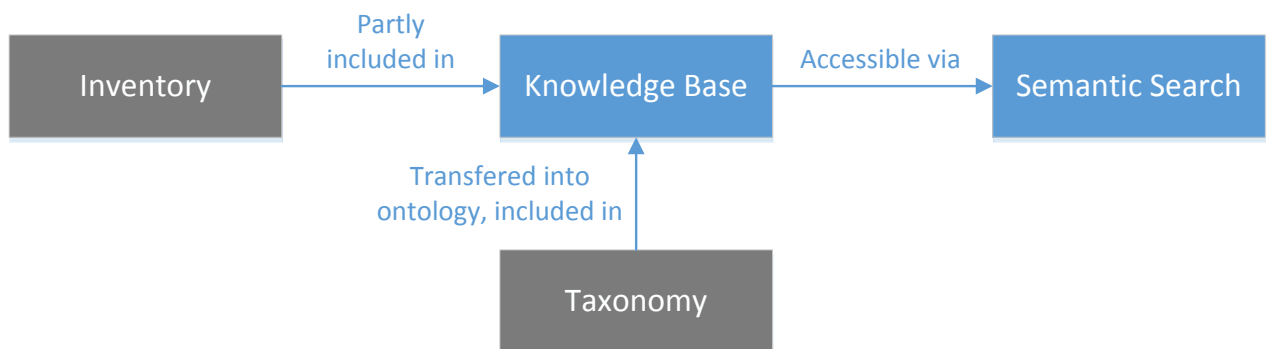 Partly
included in
Accessible via
Inventory
Knowledge Base
Semantic Search
Transfered into
ontology, included in
Taxonomy